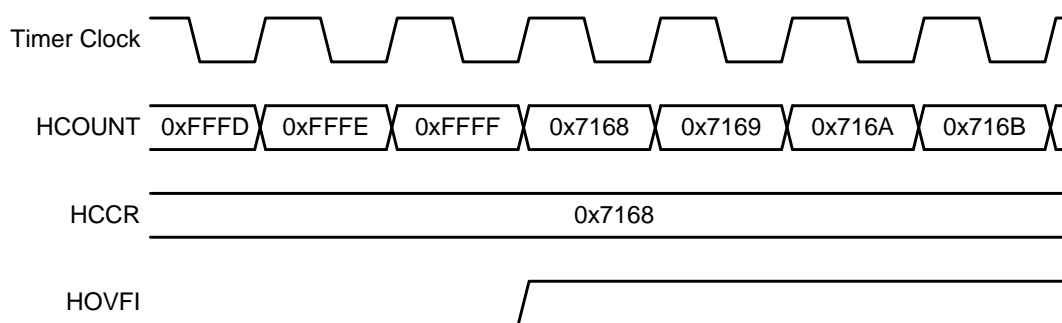 Timer Clock
HCOUNT 0xFFFD 0xFFFE 0xFFFF 0x7168 0x7169 0x716A 0x716B
HCCR 0x7168
HOVFI